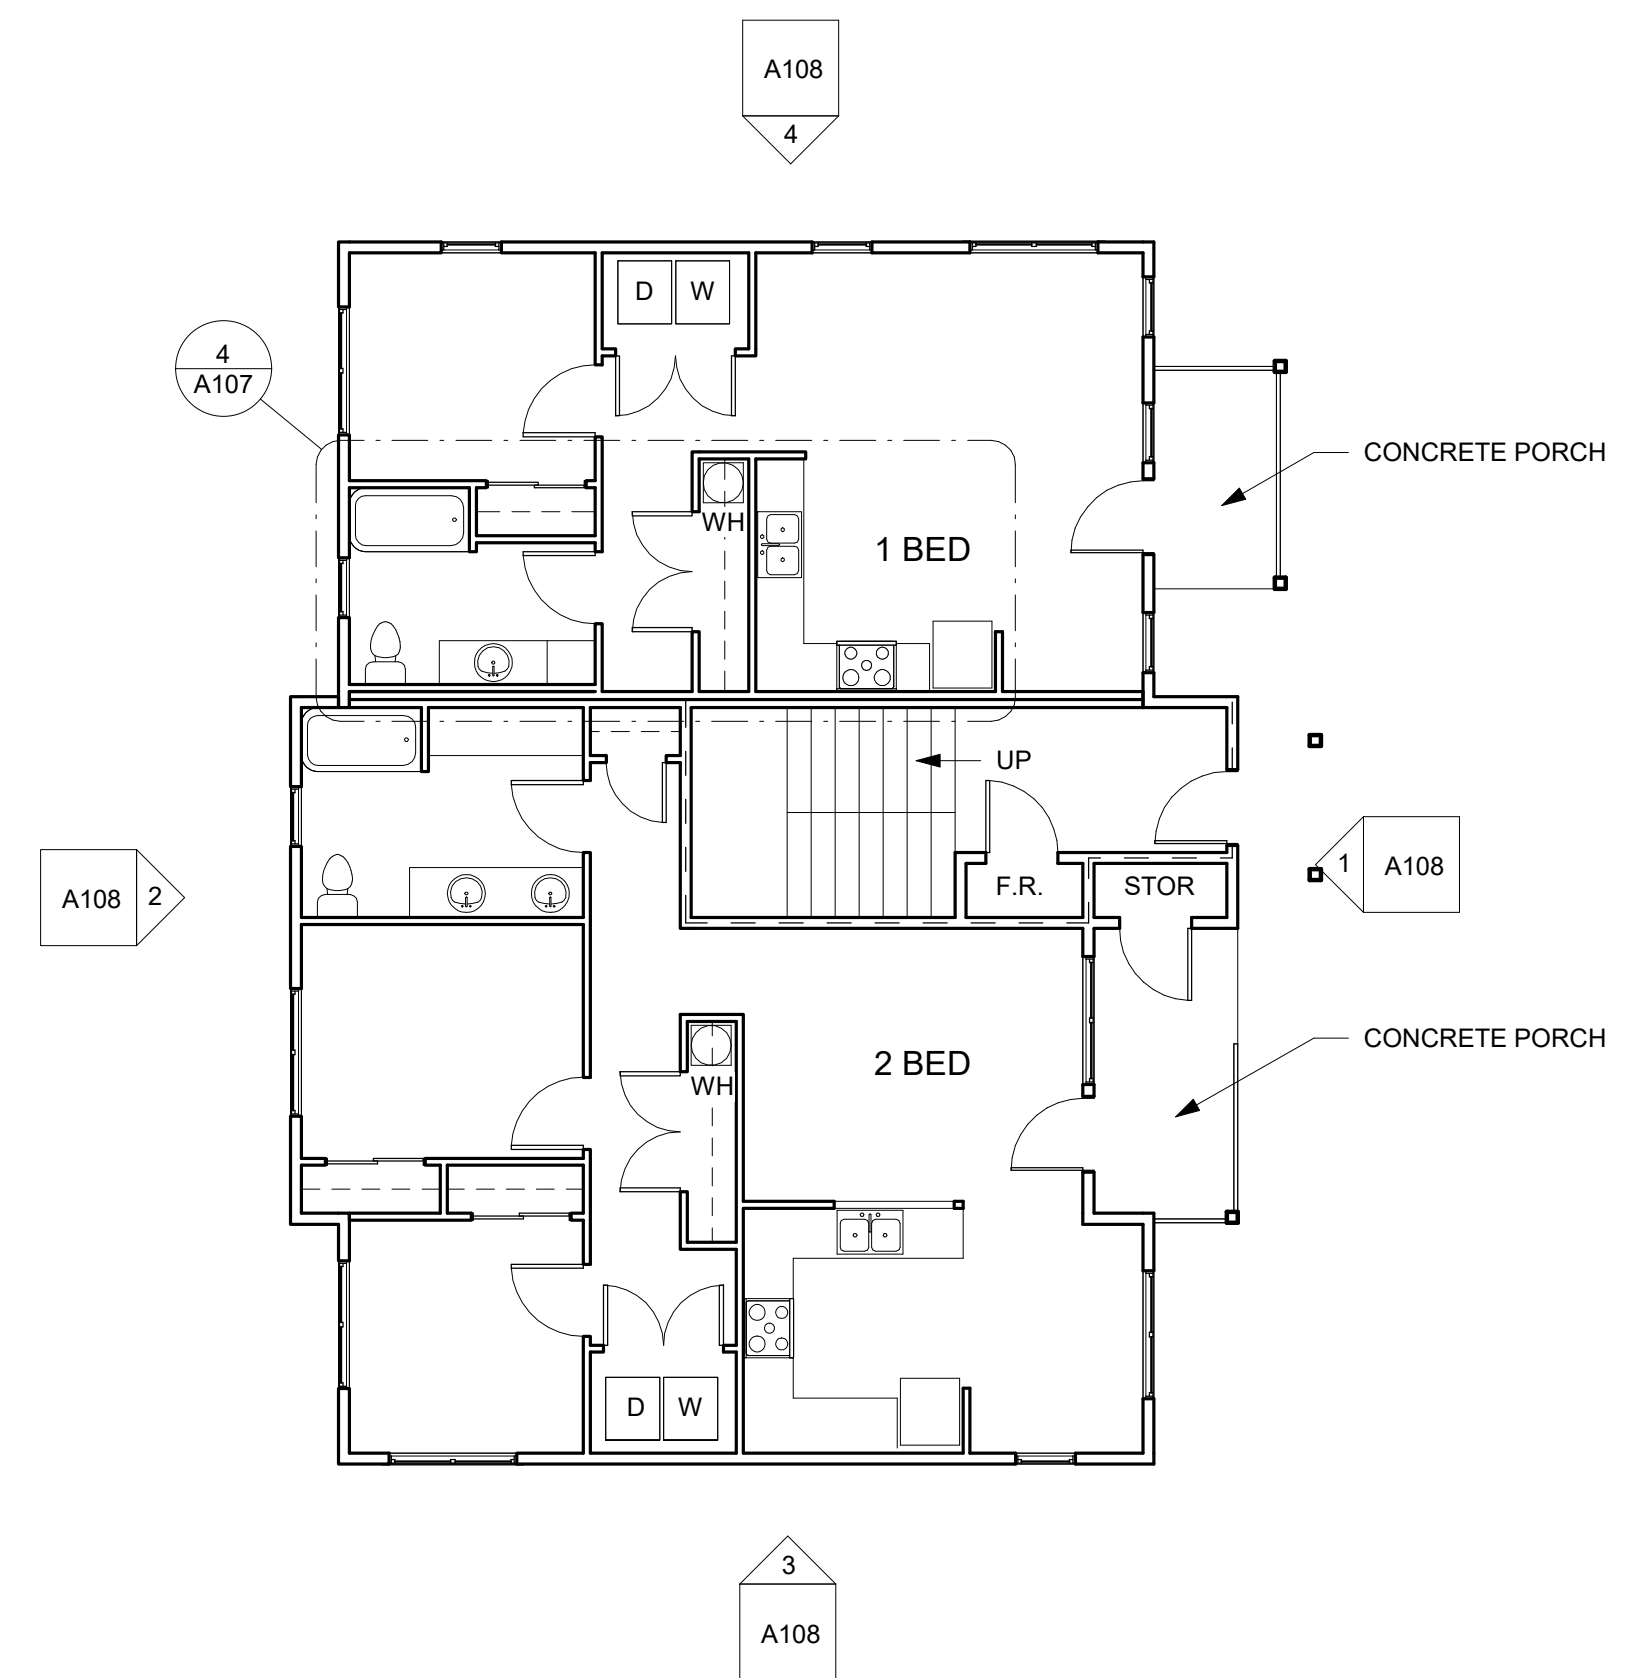 A108
4
D W
4
A107
CONCRETE PORCH
WH
1 BED
UP
1 A108
F.R. STOR
A108 2
CONCRETE PORCH
2 BED
WH
D W
3
A108